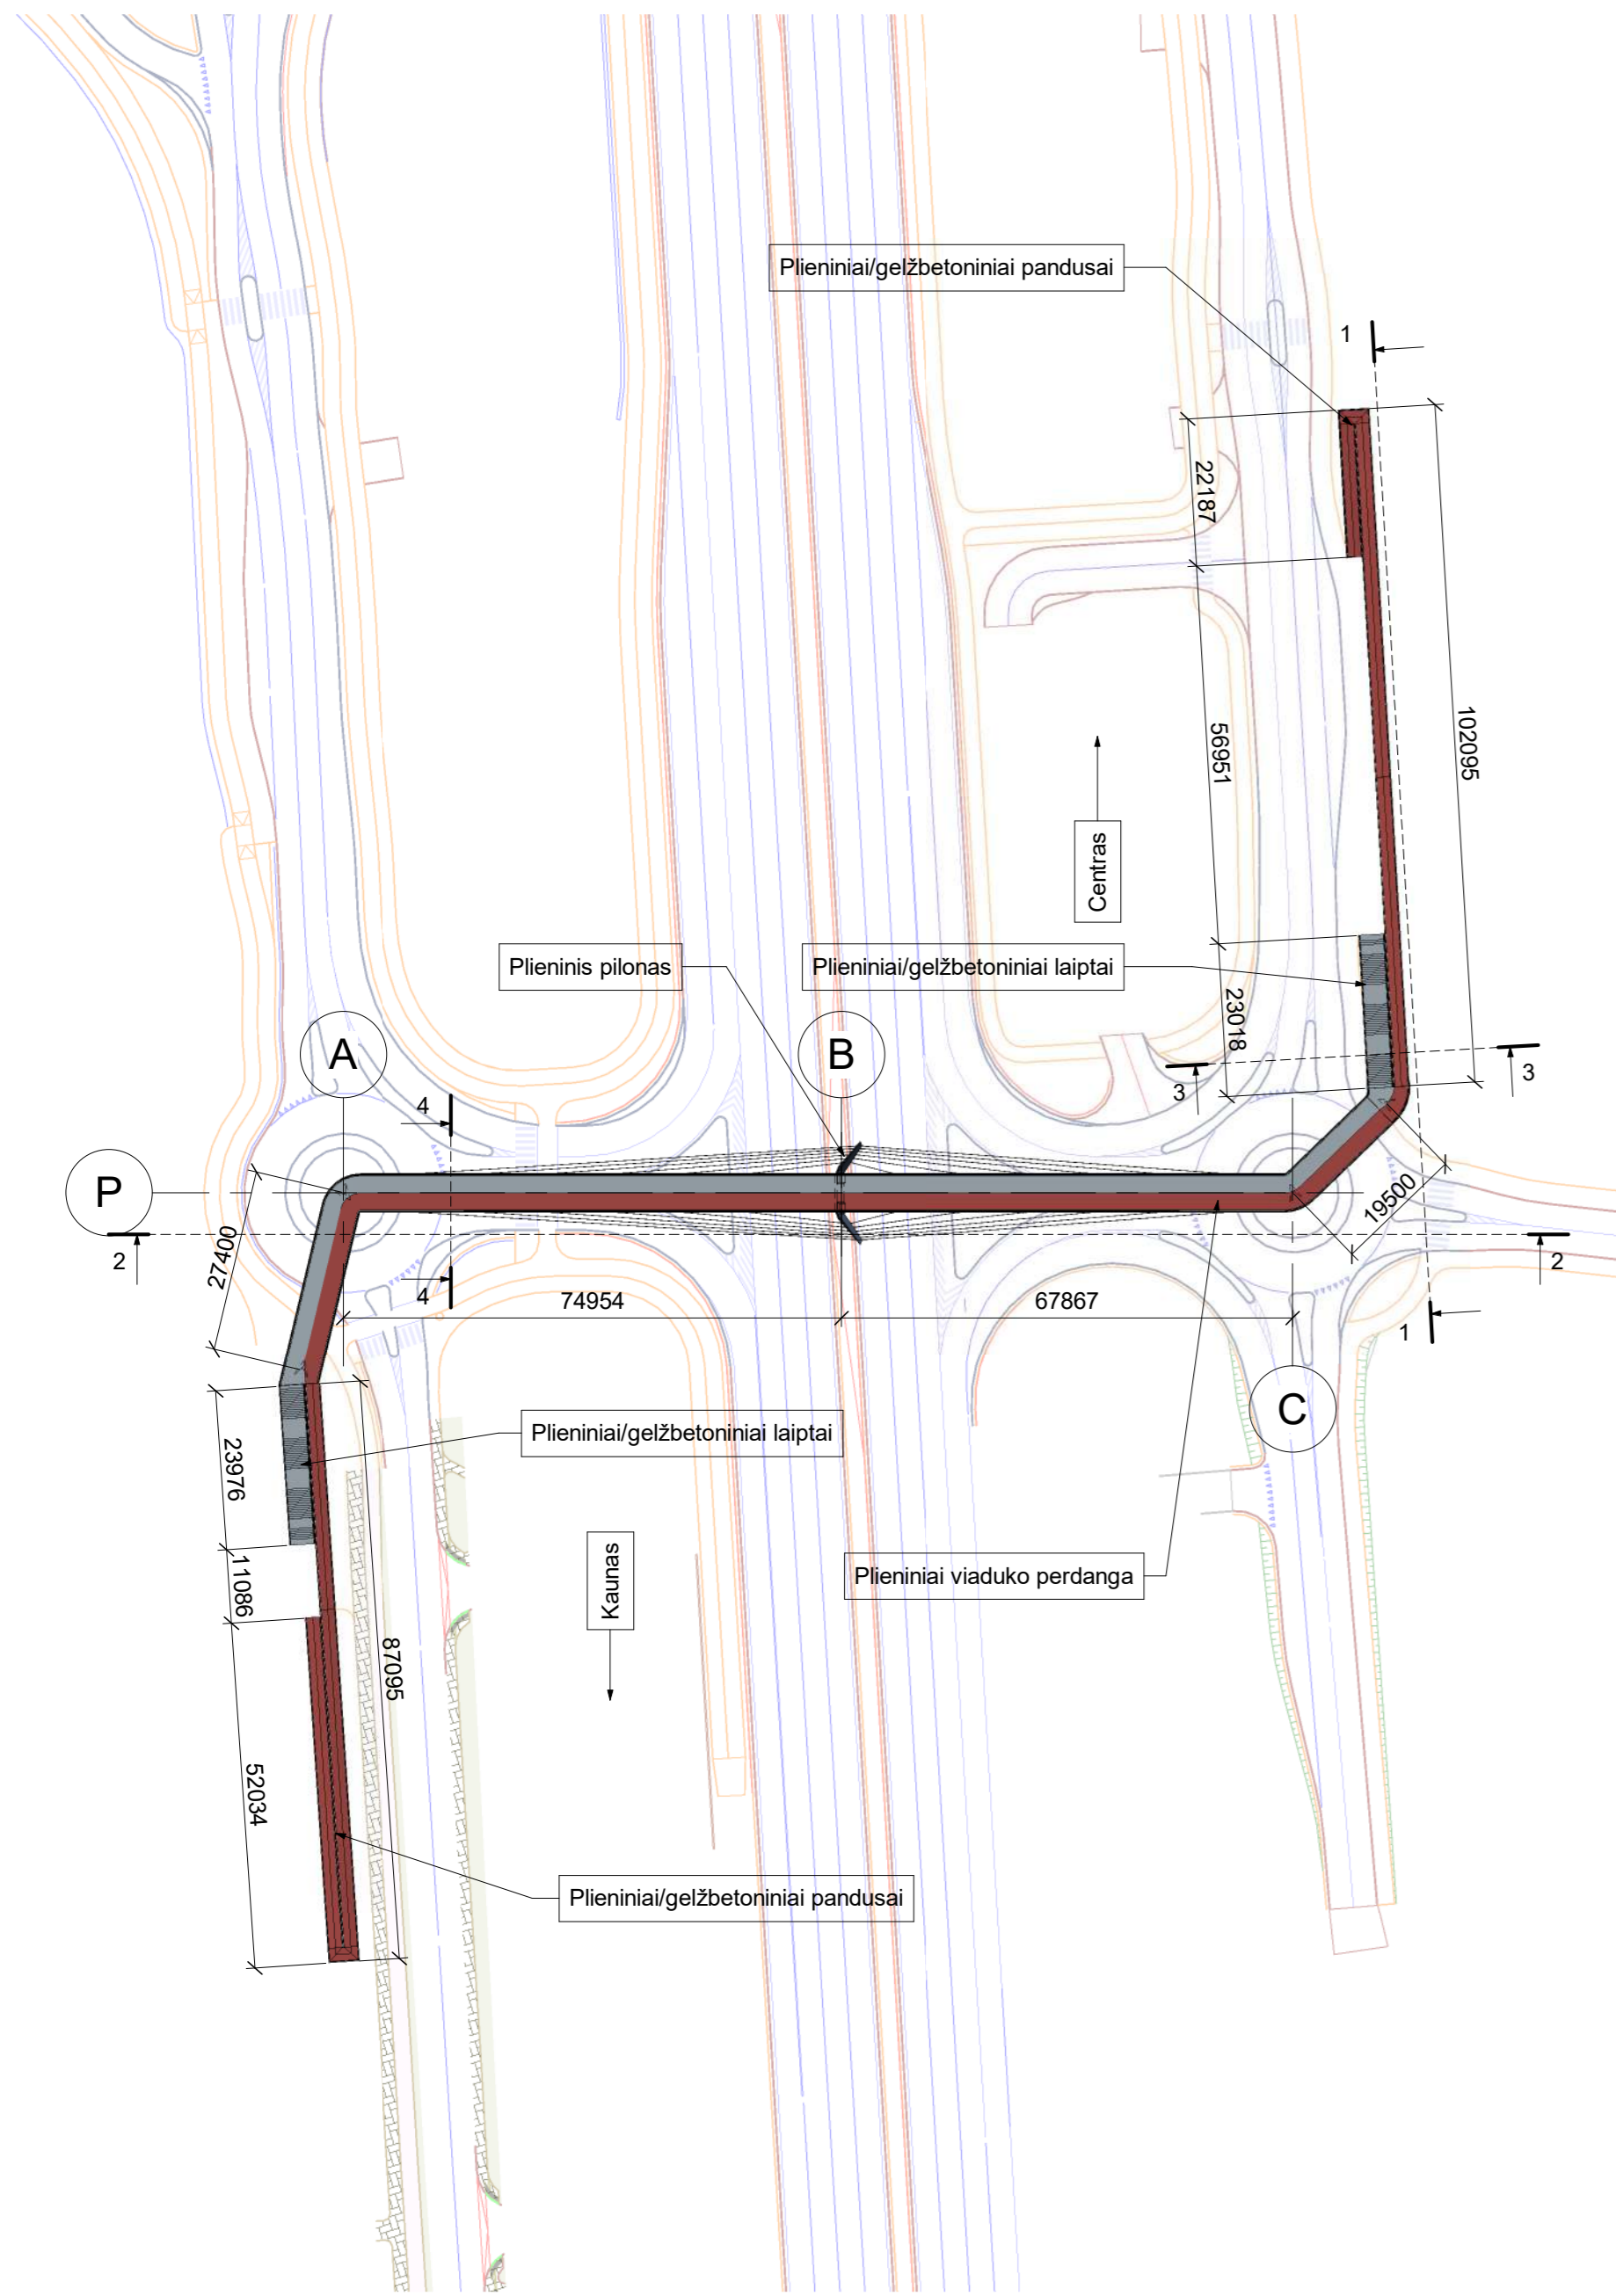 Plieniniai/gelžbetoniniai pandusai
1
22187
102095
56951
Centras
Plieninis pilonas
Plieniniai/gelžbetoniniai laiptai
23018
A
B
3
3
4
P
19500
2
27400
2
4
74954
67867
1
C
Plieniniai/gelžbetoniniai laiptai
23976
Kaunas
Plieniniai viaduko perdanga
11086
87095
52034
Plieniniai/gelžbetoniniai pandusai